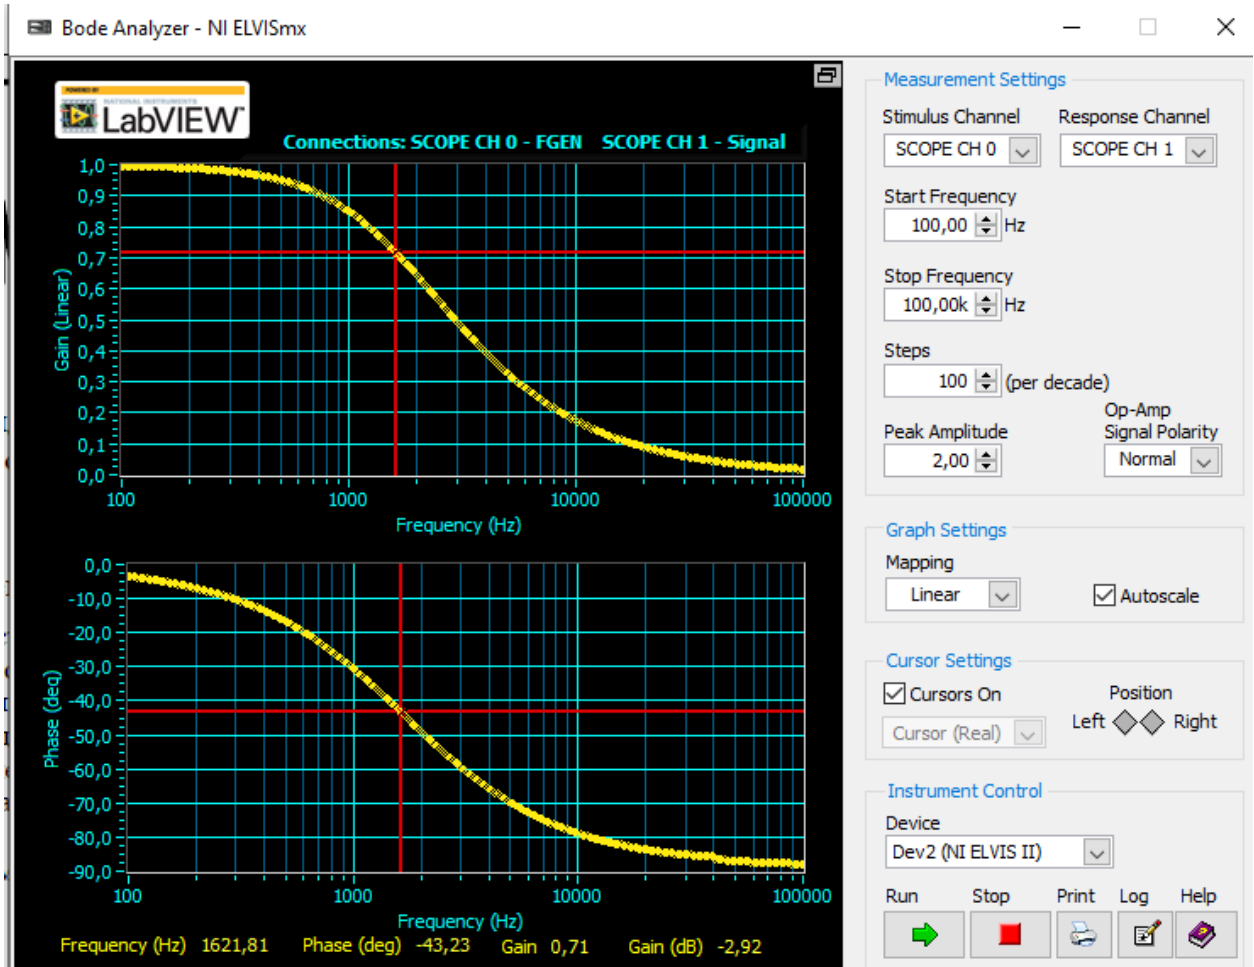 Bode Analyzer - NI ELVISmx
POWERED BY
NATIONAL INSTRUMENTS
LabVIEW™
Connections: SCOPE CH 0 - FGEN SCOPE CH 1 - Signal
Gain (Linear)
1,0
0,9
0,8
0,7
0,6
0,5
0,4
0,3
0,2
0,1
0,0
100 1000 10000 100000
Frequency (Hz)
Phase (deg)
0,0
-10,0
-20,0
-30,0
-40,0
-50,0
-60,0
-70,0
-80,0
-90,0
100 1000 10000 100000
Frequency (Hz)
Frequency (Hz) 1621,81 Phase (deg) -43,23 Gain 0,71 Gain (dB) -2,92
Measurement Settings
Stimulus Channel Response Channel
SCOPE CH 0 SCOPE CH 1
Start Frequency
100,00 Hz
Stop Frequency
100,00k Hz
Steps
100 (per decade)
Op-Amp
Peak Amplitude Signal Polarity
2,00 Normal
Graph Settings
Mapping
Linear Autoscale
Cursor Settings
Cursors On Position
Cursor (Real) Left Right
Instrument Control
Device
Dev2 (NI ELVIS II)
Run Stop Print Log Help